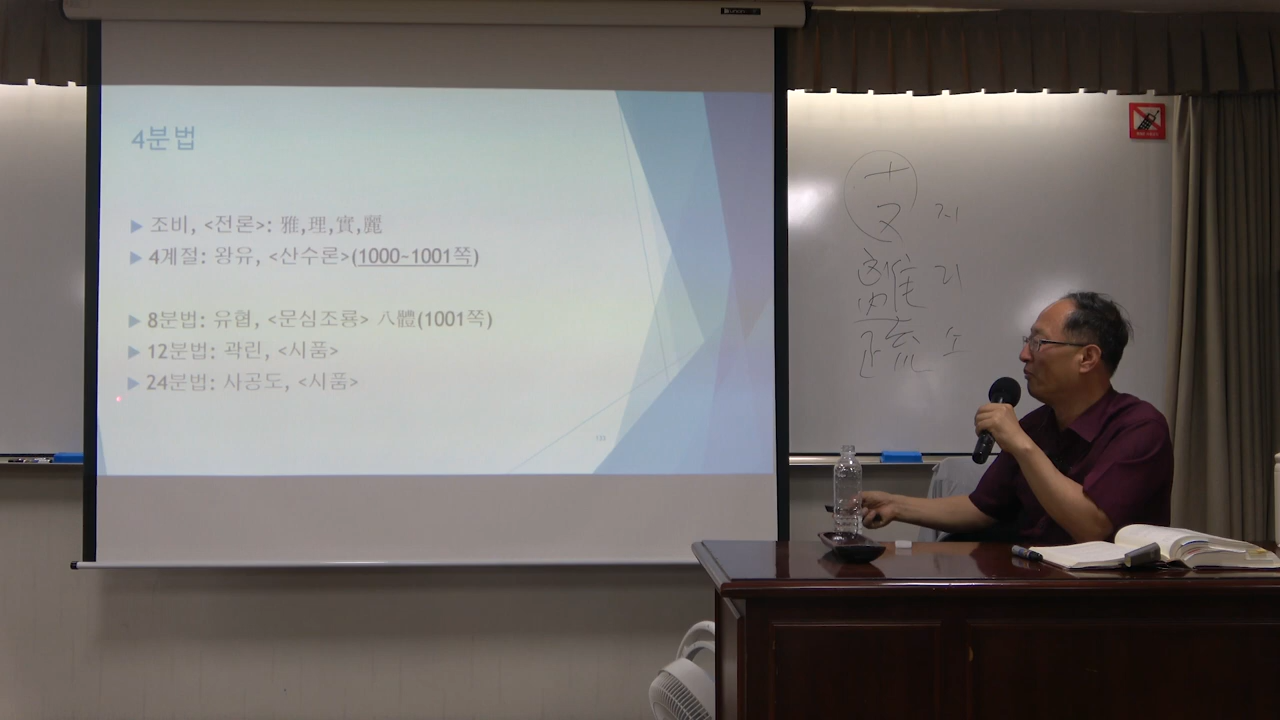 4분법
조비, <전론>: 雅,理,實,麗
4계절: 왕유, <산수론>(1000~1001쪽)
8분법: 유협, <문심조룡> 八體(1001쪽)
12분법: 곽린, <시품>
24분법: 사공도, <시품>
지
離 리
疏 소